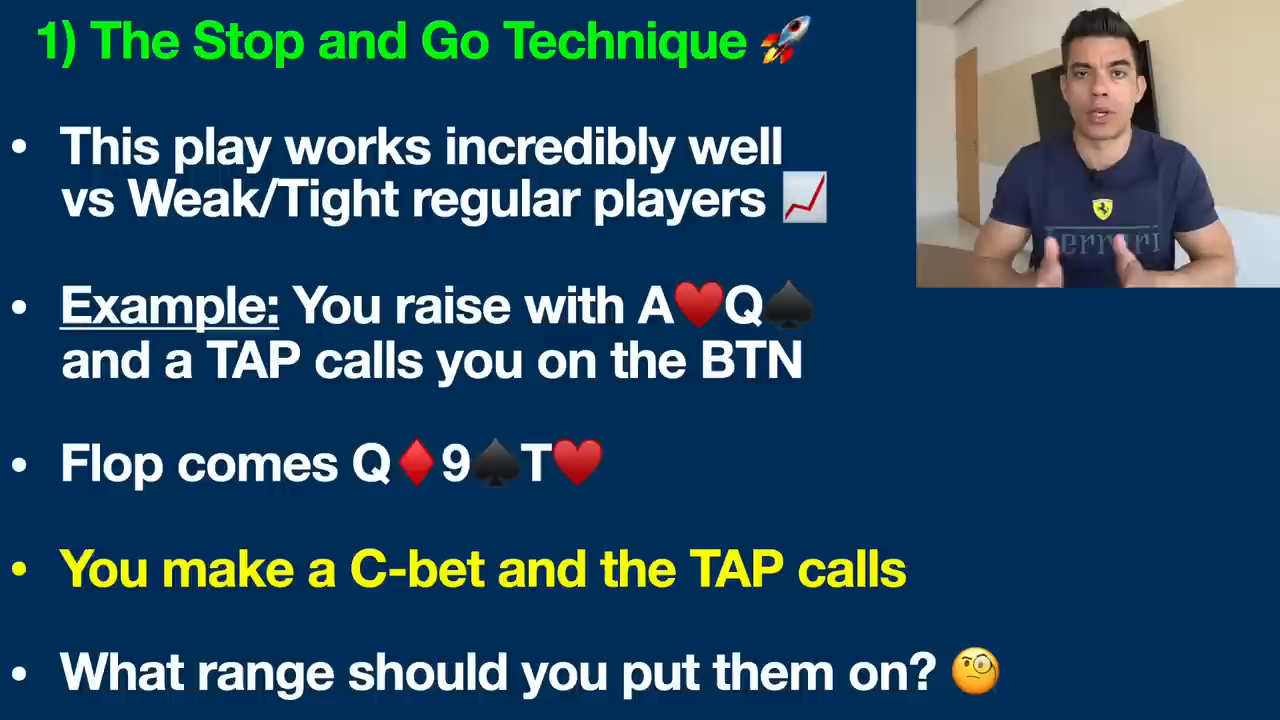 1) The Stop and Go Technique 🚀
• This play works incredibly well
vs Weak/Tight regular players 📈
• Example: You raise with A♥️Q♠️
and a TAP calls you on the BTN
• Flop comes Q♦️9♠️T♥️
• You make a C-bet and the TAP calls
• What range should you put them on? 🧐
Ferrari